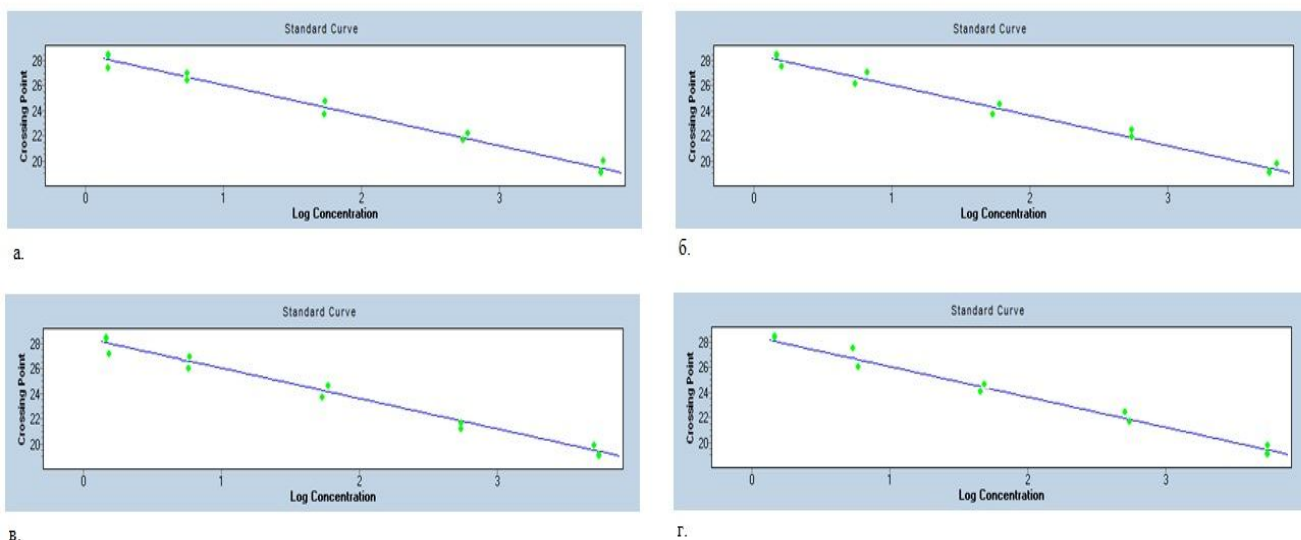 Standard Curve
Crossing Point
28
26
24
22
20
0 1 2 3
Log Concentration
а.
Standard Curve
Crossing Point
28
26
24
22
20
0 1 2 3
Log Concentration
б.
Standard Curve
Crossing Point
28
26
24
22
20
0 1 2 3
Log Concentration
в.
Standard Curve
Crossing Point
28
26
24
22
20
0 1 2 3
Log Concentration
г.